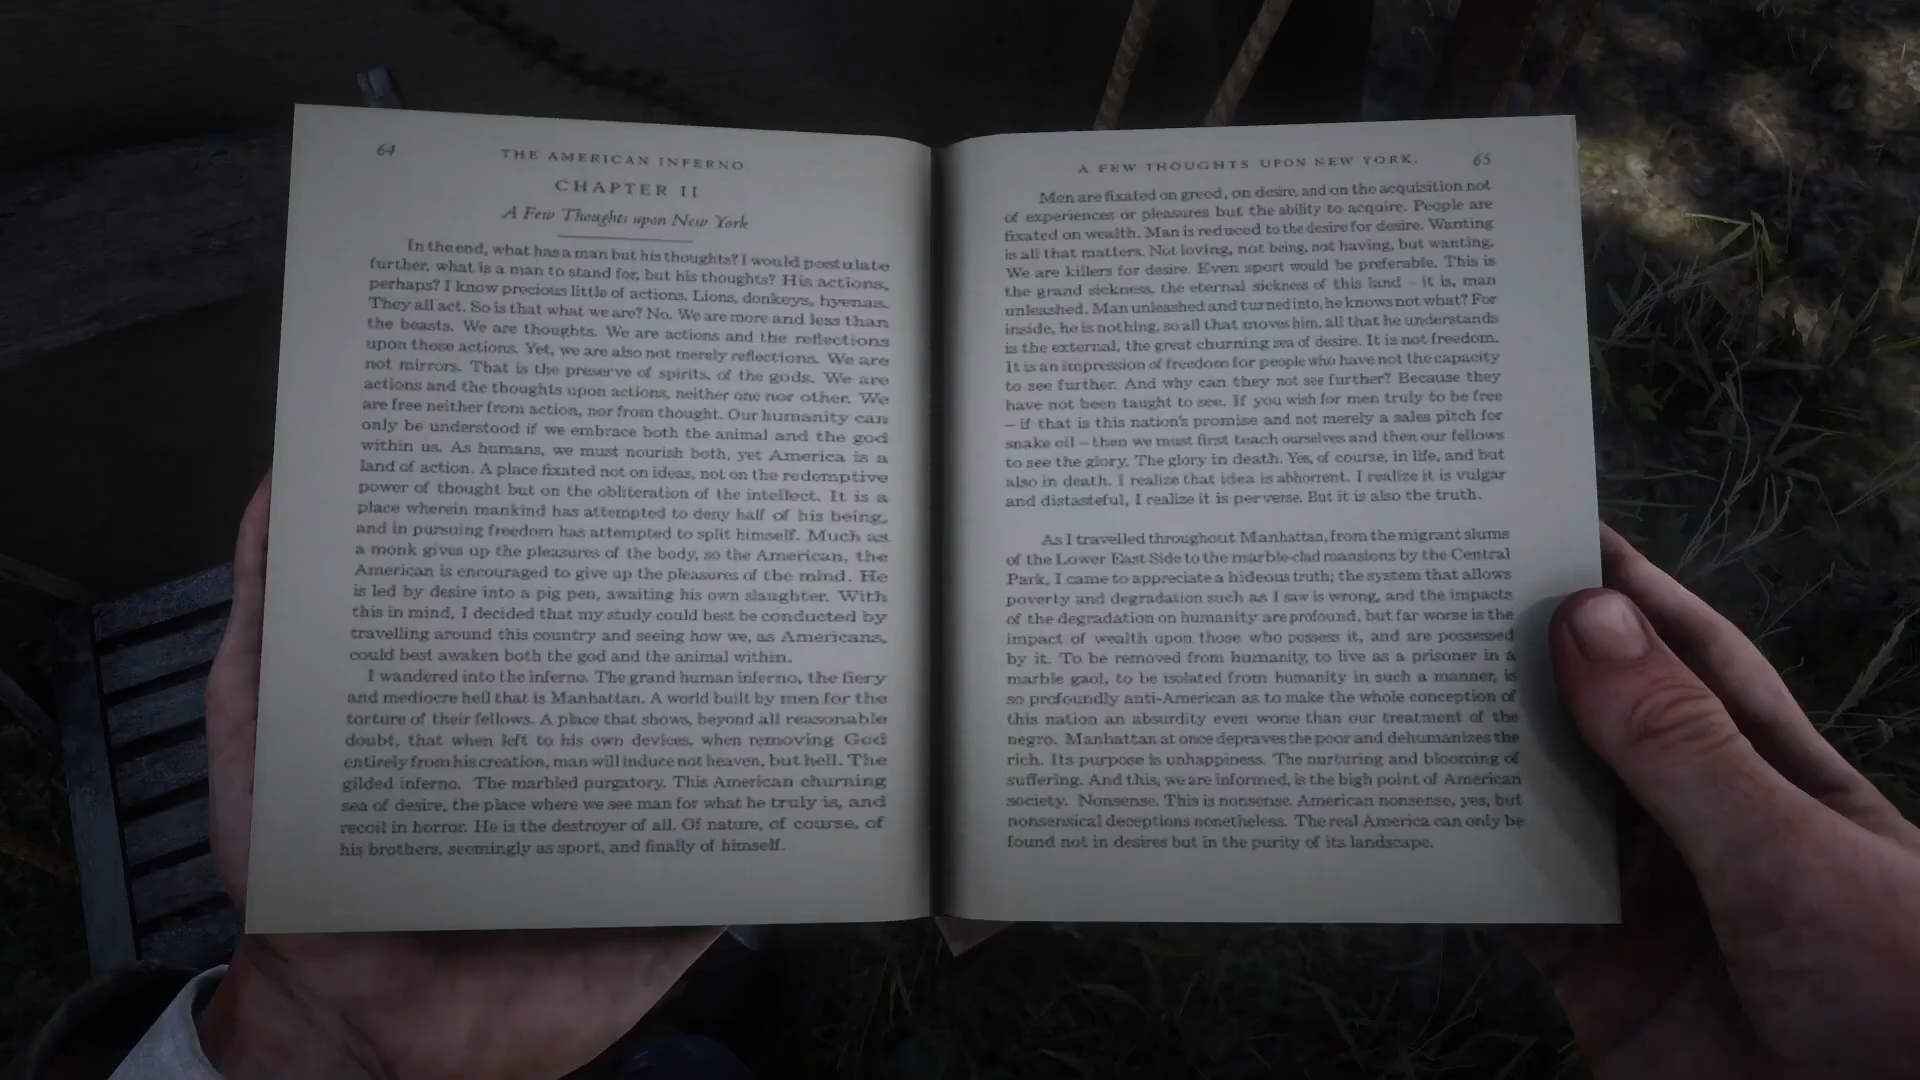 64
THE AMERICAN INFERNO
CHAPTER II
A Few Thoughts upon New York
In the end, what has a man but his thoughts? I would postulate
further, what is a man to stand for, but his thoughts? His actions,
perhaps? I know precious little of actions. Lions, donkeys, hyenas.
They all act. So is that what we are? No. We are more and less than
the beasts. We are thoughts. We are actions and the reflections
upon those actions. Yet, we are also not merely reflections. We are
not mirrors. That is the preserve of spirits, of the gods. We are
actions and the thoughts upon actions, neither one nor other. We
are free neither from action, nor from thought. Our humanity can
only be understood if we embrace both the animal and the god
within us. As humans, we must nourish both, yet America is a
land of action. A place fixated not on ideas, not on the redemptive
power of thought but on the obliteration of the intellect. It is a
place wherein mankind has attempted to deny half of his being,
and in pursuing freedom has attempted to split himself. Much as
a monk gives up the pleasures of the body, so the American, the
American is encouraged to give up the pleasures of the mind. He
is led by desire into a pig pen, awaiting his own slaughter. With
this in mind, I decided that my study could best be conducted by
travelling around this country and seeing how we, as Americans,
could best awaken both the god and the animal within.
I wandered into the inferno. The grand human inferno, the fiery
and mediocre hell that is Manhattan. A world built by men for the
torture of their fellows. A place that shows, beyond all reasonable
doubt, that when left to his own devices, when removing God
entirely from his creation, man will induce not heaven, but hell. The
gilded inferno. The marbled purgatory. This American churning
sea of desire, the place where we see man for what he truly is, and
recoil in horror. He is the destroyer of all. Of nature, of course, of
his brothers, seemingly as sport, and finally of himself.
A FEW THOUGHTS UPON NEW YORK.
65
Men are fixated on greed, on desire, and on the acquisition not
of experiences or pleasures but the ability to acquire. People are
fixated on wealth. Man is reduced to the desire for desire. Wanting
is all that matters. Not loving, not being, not having, but wanting.
We are killers for desire. Even sport would be preferable. This is
the grand sickness, the eternal sickness of this land – it is, man
unleashed. Man unleashed and turned into, he knows not what? For
inside, he is nothing, so all that moves him, all that he understands
is the external, the great churning sea of desire. It is not freedom.
It is an impression of freedom for people who have not the capacity
to see further. And why can they not see further? Because they
have not been taught to see. If you wish for men truly to be free
– if that is this nation's promise and not merely a sales pitch for
snake oil – then we must first teach ourselves and then our fellows
to see the glory. The glory in death. Yes, of course, in life, and but
also in death. I realize that idea is abhorrent. I realize it is vulgar
and distasteful, I realize it is perverse. But it is also the truth.
As I travelled throughout Manhattan, from the migrant slums
of the Lower East Side to the marble-clad mansions by the Central
Park, I came to appreciate a hideous truth; the system that allows
poverty and degradation such as I saw is wrong, and the impacts
of the degradation on humanity are profound, but far worse is the
impact of wealth upon those who possess it, and are possessed
by it. To be removed from humanity, to live as a prisoner in a
marble gaol, to be isolated from humanity in such a manner, is
so profoundly anti-American as to make the whole conception of
this nation an absurdity even worse than our treatment of the
negro. Manhattan at once depraves the poor and dehumanizes the
rich. Its purpose is unhappiness. The nurturing and blooming of
suffering. And this, we are informed, is the high point of American
society. Nonsense. This is nonsense. American nonsense, yes, but
nonsensical deceptions nonetheless. The real America can only be
found not in desires but in the purity of its landscape.